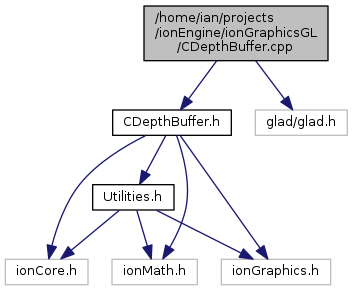 /home/ian/projects
/ionEngine/ionGraphicsGL
/CDepthBuffer.cpp
CDepthBuffer.h
glad/glad.h
Utilities.h
ionCore.h
ionMath.h
ionGraphics.h